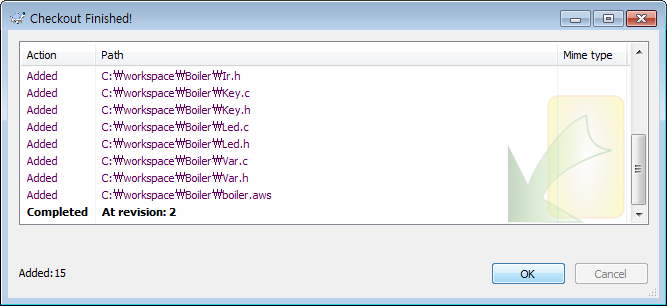 Checkout Finished!
Action Path Mime type
Added C:₩workspace₩Boiler₩Ir.h
Added C:₩workspace₩Boiler₩Key.c
Added C:₩workspace₩Boiler₩Key.h
Added C:₩workspace₩Boiler₩Led.c
Added C:₩workspace₩Boiler₩Led.h
Added C:₩workspace₩Boiler₩Var.c
Added C:₩workspace₩Boiler₩Var.h
Added C:₩workspace₩Boiler₩boiler.aws
Completed At revision: 2
Added:15
OK Cancel